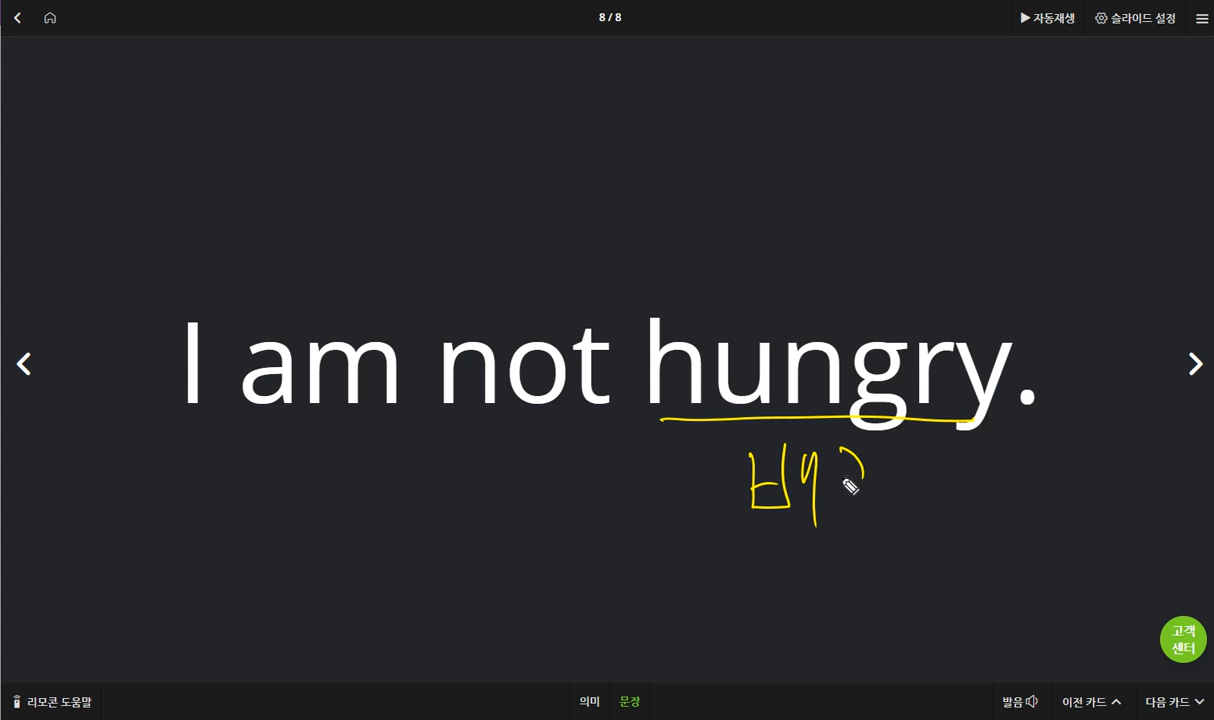 8 / 8
자동재생
슬라이드 설정
I am not hungry.
배
고객
센터
리모콘 도움말
의미
문장
발음
이전 카드
다음 카드